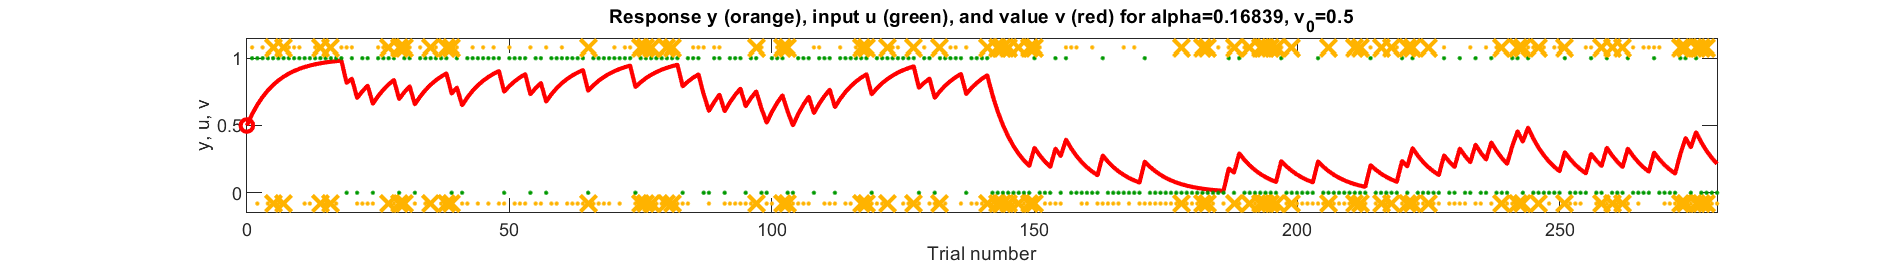 Response y (orange), input u (green), and value v (red) for alpha=0.16839, v0=0.5
1
0.5
0
y, u, v
0 50 100 150 200 250
Trial number